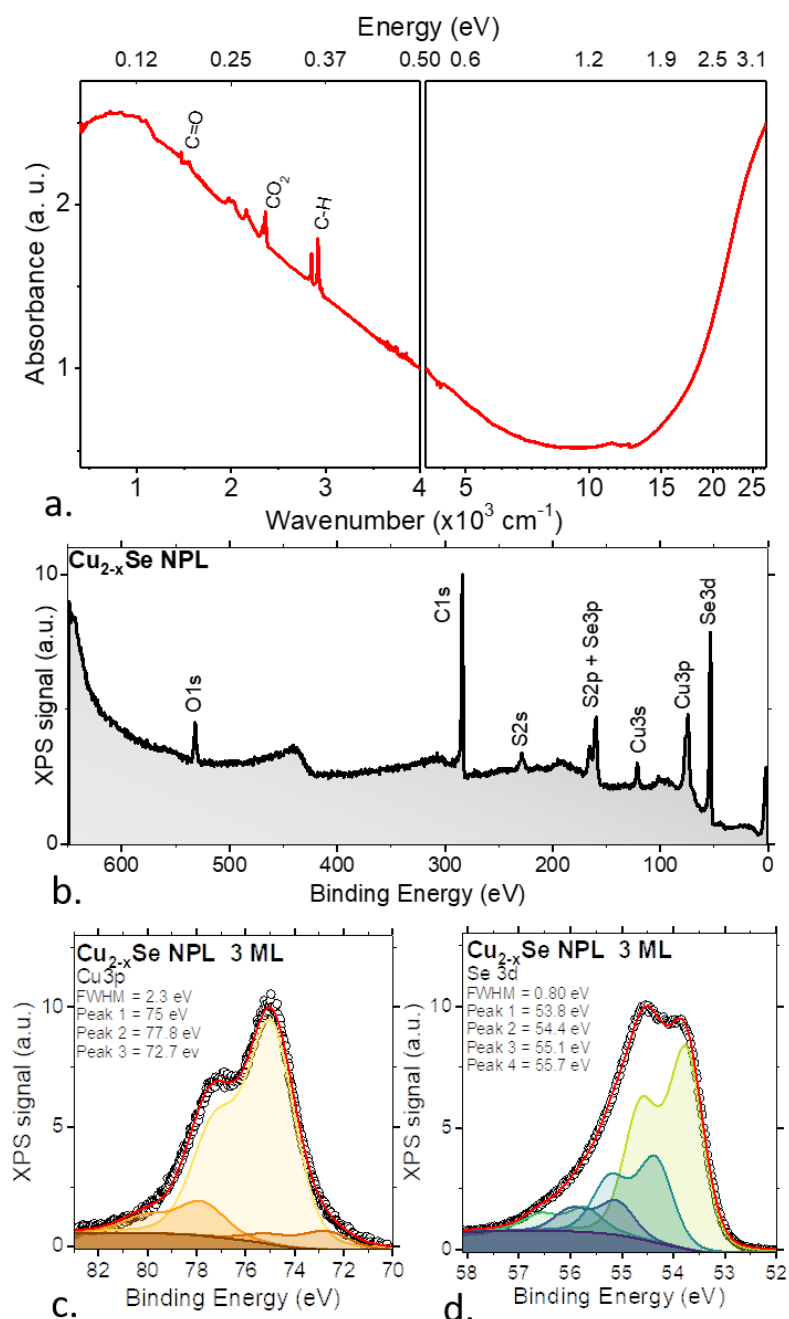 Energy (eV)
0.12 0.25 0.37 0.50 0.6 1.2 1.9 2.5 3.1
Absorbance (a. u.)
2
1
C=O
CO₂
C-H
1 2 3 4 5 10 15 20 25
Wavenumber (x10³ cm⁻¹)
a.
Cu₂₋ₓSe NPL
XPS signal (a.u.)
10
5
0
O1s
C1s
S2s
S2p + Se3p
Cu3s
Cu3p
Se3d
600 500 400 300 200 100 0
Binding Energy (eV)
b.
Cu₂₋ₓSe NPL 3 ML
Cu3p
FWHM = 2.3 eV
Peak 1 = 75 eV
Peak 2 = 77.8 eV
Peak 3 = 72.7 ev
XPS signal (a.u.)
10
5
0
82 80 78 76 74 72 70
Binding Energy (eV)
c.
Cu₂₋ₓSe NPL 3 ML
Se 3d
FWHM = 0.80 eV
Peak 1 = 53.8 eV
Peak 2 = 54.4 eV
Peak 3 = 55.1 eV
Peak 4 = 55.7 eV
XPS signal (a.u.)
10
5
0
58 57 56 55 54 53 52
Binding Energy (eV)
d.